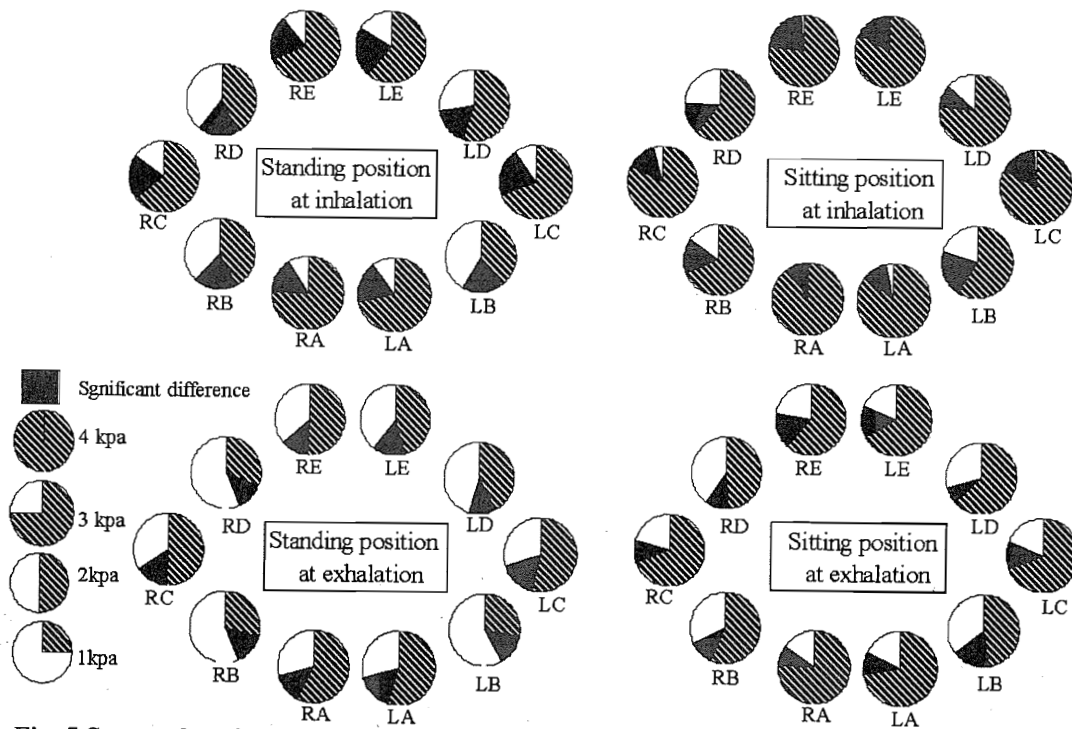 RE LE
RE LE
RD LD
RD LD
Standing position
at inhalation
Sitting position
at inhalation
RC LC
RC LC
RB LB
RB LB
RA LA
RA LA
Sgnificant difference
4 kpa
3 kpa
2kpa
1kpa
RE LE
RE LE
RD LD
RD LD
Standing position
at exhalation
Sitting position
at exhalation
RC LC
RC LC
RB LB
RB LB
RA LA
RA LA